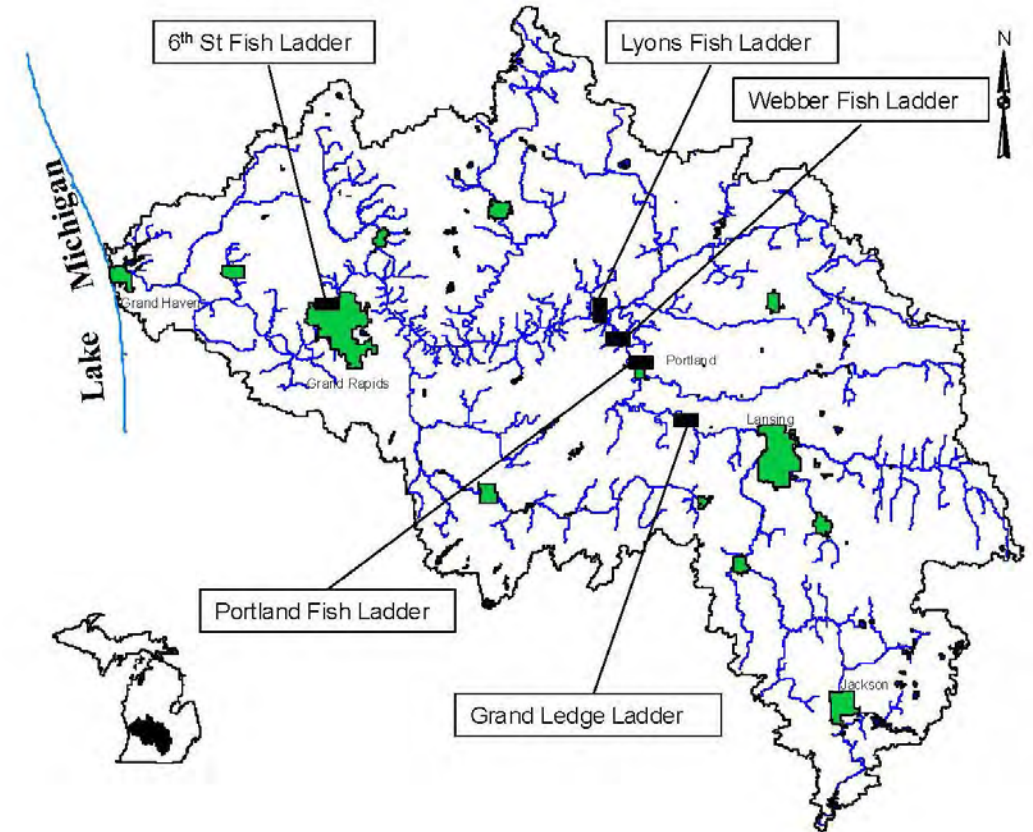 6th St Fish Ladder
Lyons Fish Ladder
N
Webber Fish Ladder
Lake Michigan
Grand Haven
Grand Rapids
Portland
Lansing
Portland Fish Ladder
Grand Ledge Ladder
Jackson